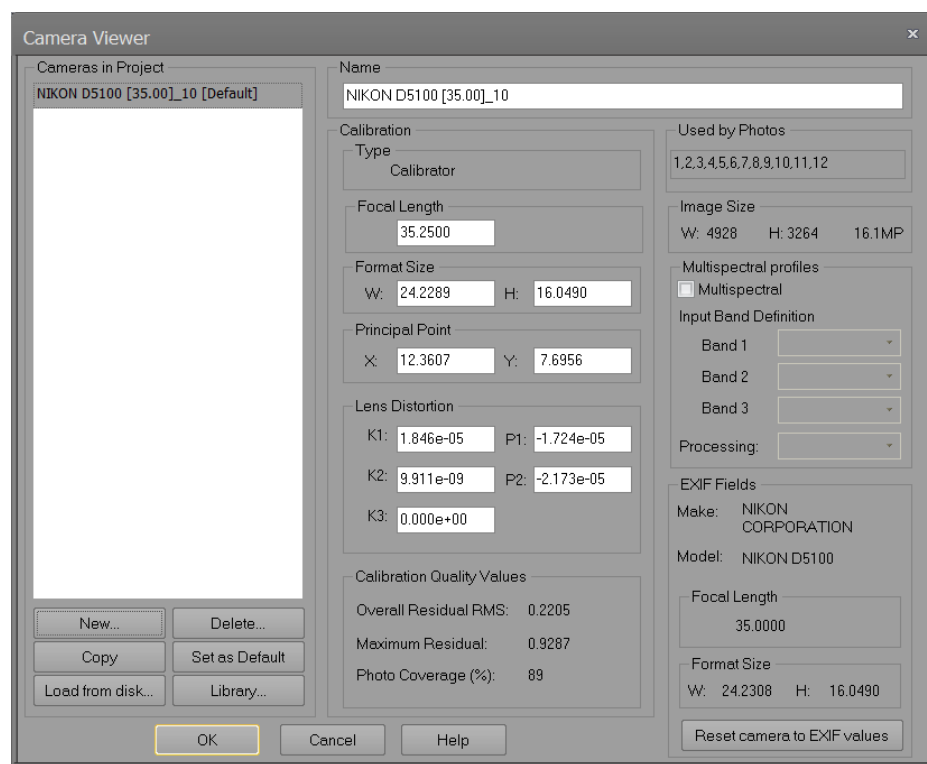 Camera Viewer
×
Cameras in Project
NIKON D5100 [35.00]_10 [Default]
New...
Delete...
Copy
Set as Default
Load from disk...
Library...
Name
NIKON D5100 [35.00]_10
Calibration
Type
Calibrator
Focal Length
35.2500
Format Size
W: 24.2289 H: 16.0490
Principal Point
X: 12.3607 Y: 7.6956
Lens Distortion
K1: 1.846e-05 P1: -1.724e-05
K2: 9.911e-09 P2: -2.173e-05
K3: 0.000e+00
Calibration Quality Values
Overall Residual RMS: 0.2205
Maximum Residual: 0.9287
Photo Coverage (%): 89
Used by Photos
1,2,3,4,5,6,7,8,9,10,11,12
Image Size
W: 4928 H: 3264 16.1MP
Multispectral profiles
Multispectral
Input Band Definition
Band 1
Band 2
Band 3
Processing:
EXIF Fields
Make: NIKON
CORPORATION
Model: NIKON D5100
Focal Length
35.0000
Format Size
W: 24.2308 H: 16.0490
Reset camera to EXIF values
OK
Cancel
Help